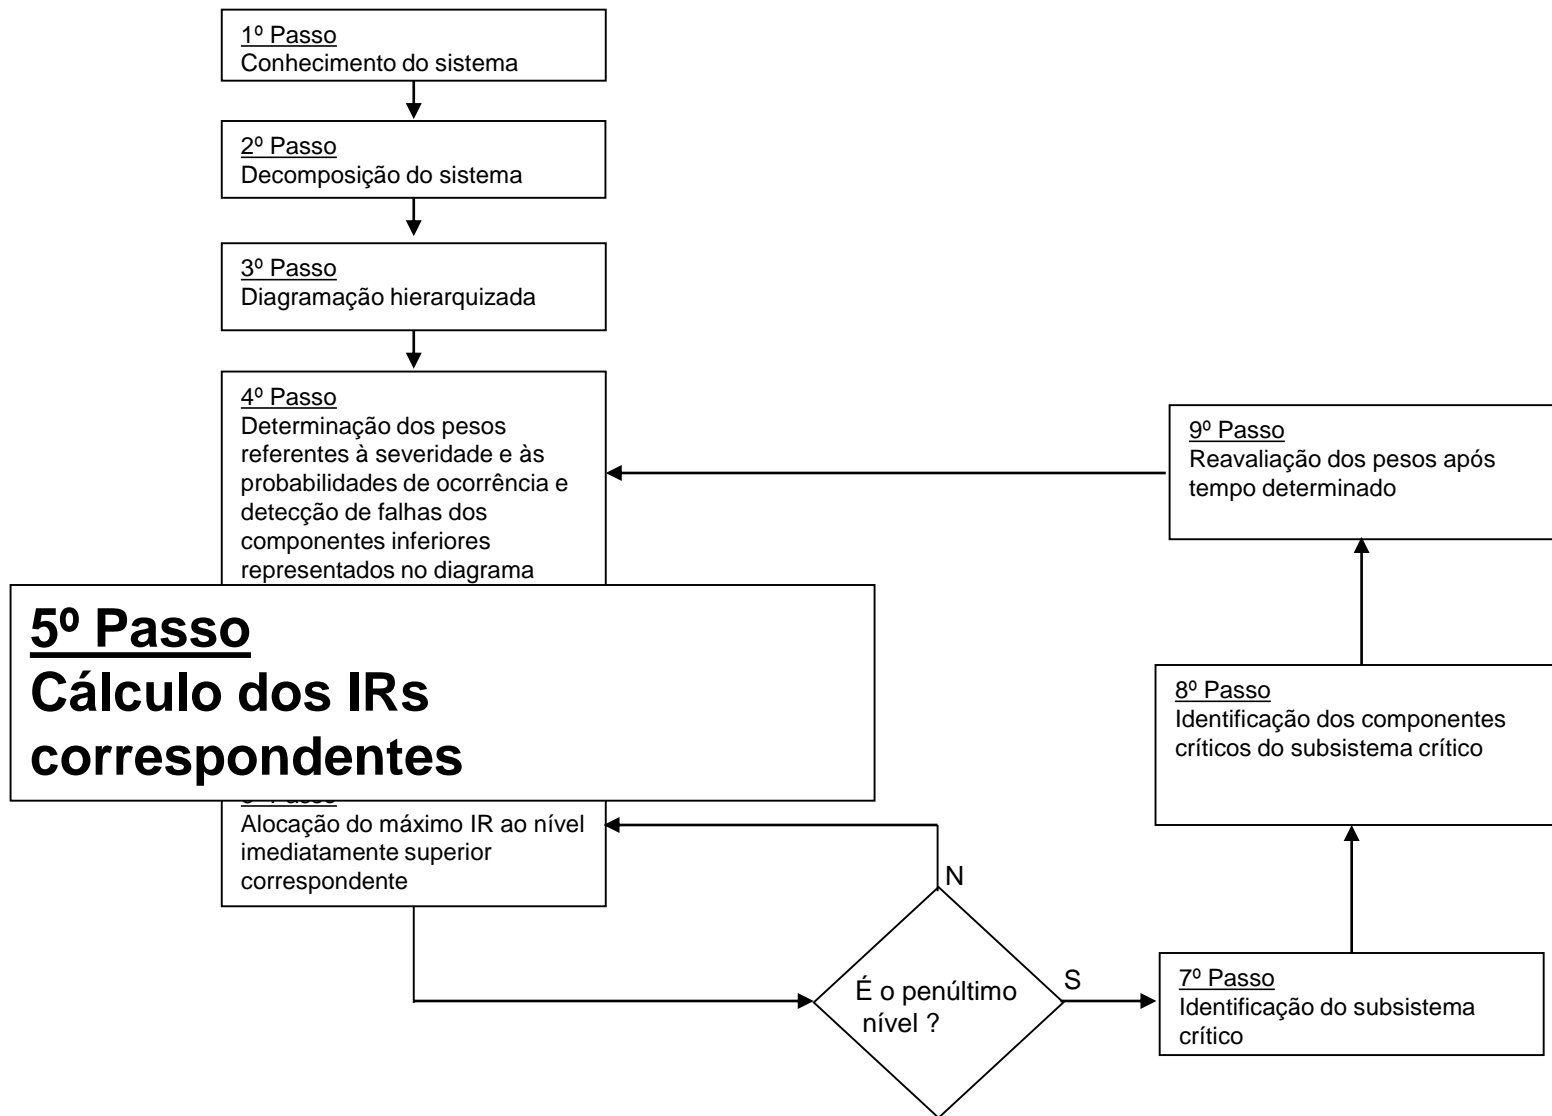 1º Passo
Conhecimento do sistema
2º Passo
Decomposição do sistema
3º Passo
Diagramação hierarquizada
4º Passo
Determinação dos pesos
referentes à severidade e às
probabilidades de ocorrência e
detecção de falhas dos
componentes inferiores
representados no diagrama
5º Passo
Cálculo dos IRs
correspondentes
Alocação do máximo IR ao nível
imediatamente superior
correspondente
N
É o penúltimo
nível ?
S
7º Passo
Identificação do subsistema
crítico
8º Passo
Identificação dos componentes
críticos do subsistema crítico
9º Passo
Reavaliação dos pesos após
tempo determinado